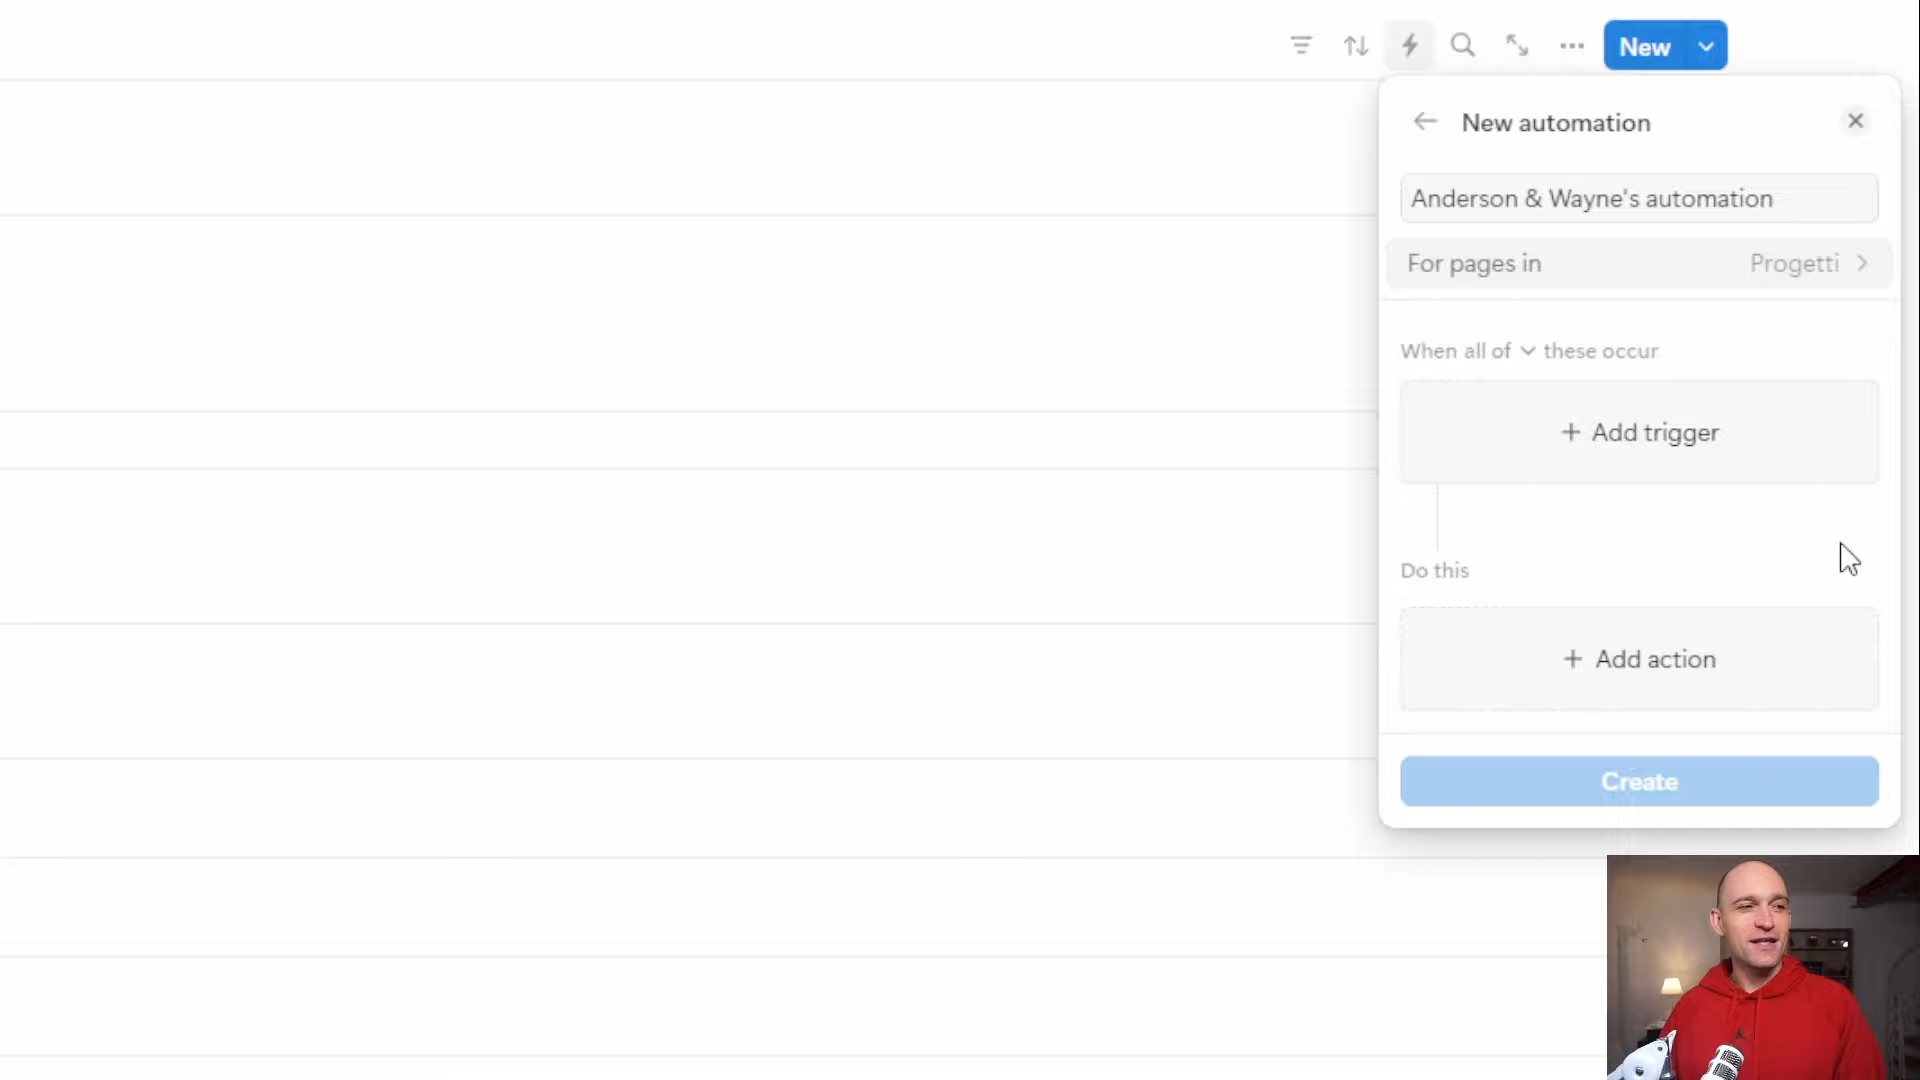 New
New automation
Anderson & Wayne's automation
For pages in Progetti
When all of these occur
+ Add trigger
Do this
+ Add action
Create